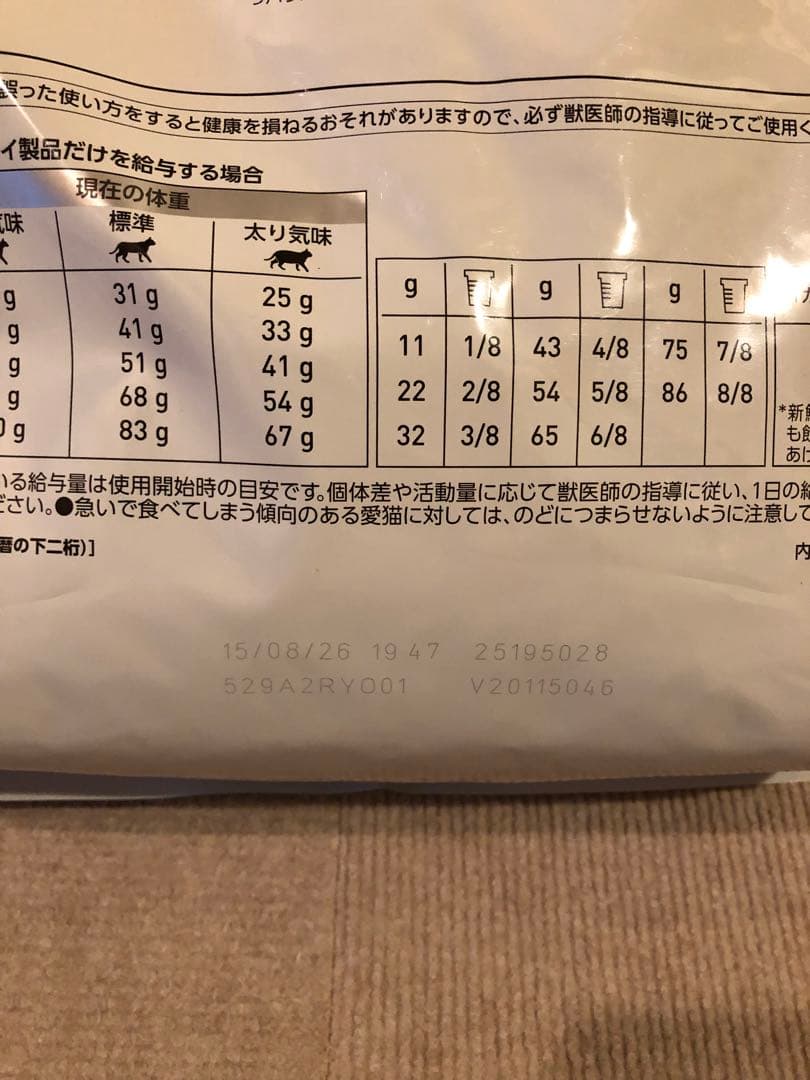 誤った使い方をすると健康を損ねるおそれがありますので、必ず獣医師の指導に従ってご使用く
イ製品だけを給与する場合
現在の体重
気味 標準 太り気味
g 31 g 25 g
g 41 g 33 g
g 51 g 41 g
g 68 g 54 g
0 g 83 g 67 g
g g g
11 1/8 43 4/8 75 7/8
22 2/8 54 5/8 86 8/8
32 3/8 65 6/8
*新鮮
も飲
あけ
いる給与量は使用開始時の目安です。個体差や活動量に応じて獣医師の指導に従い、1日の給
ださい。●急いで食べてしまう傾向のある愛猫に対しては、のどにつまらせないように注意して
暦の下二桁)]
内
15/08/26 19 47 25195028
529A2RYO01 V20115046